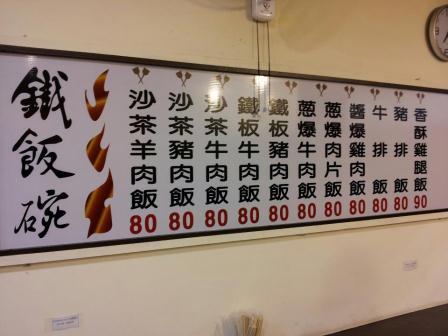 鐵飯碗
沙茶羊肉飯 80
沙茶豬肉飯 80
沙茶牛肉飯 80
鐵板牛肉飯 80
鐵板豬肉飯 80
蔥爆牛肉飯 80
蔥爆肉片飯 80
醬爆雞肉飯 80
牛排飯 80
豬排飯 80
香酥雞腿飯 90